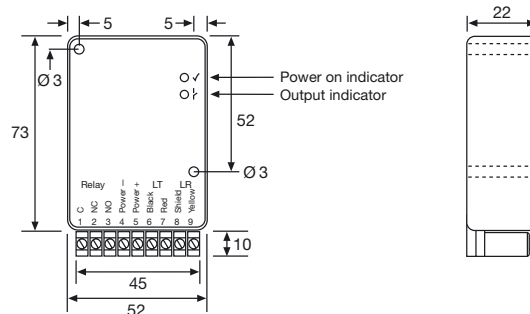 5 5 22
Ø 3
Power on indicator
Output indicator
73 52
Ø 3
Relay LT LR
C NC NO Power − Power + Black Red Shield Yellow
1 2 3 4 5 6 7 8 9
10
45
52